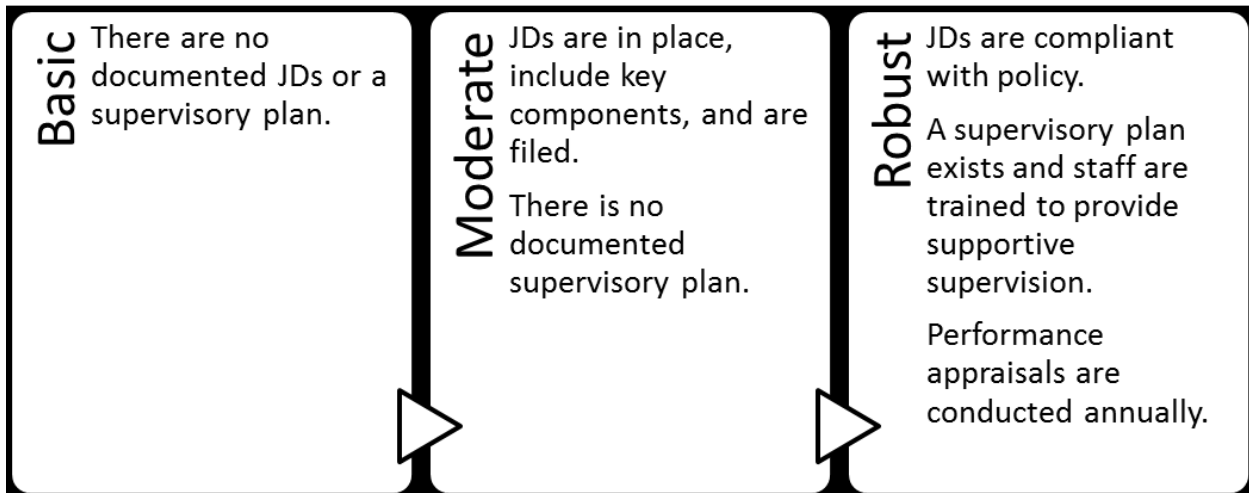 Basic
There are no
documented JDs or a
supervisory plan.
Moderate
JDs are in place,
include key
components, and are
filed.
There is no
documented
supervisory plan.
Robust
JDs are compliant
with policy.
A supervisory plan
exists and staff are
trained to provide
supportive
supervision.
Performance
appraisals are
conducted annually.